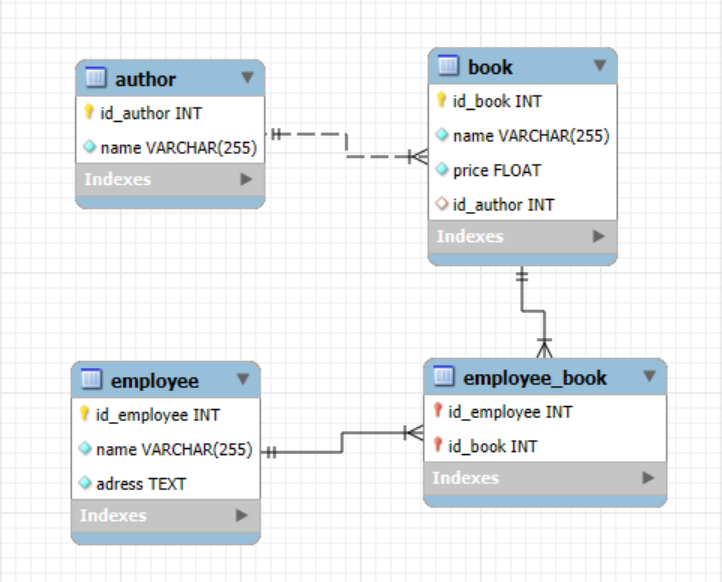 author
id_author INT
name VARCHAR(255)
Indexes
book
id_book INT
name VARCHAR(255)
price FLOAT
id_author INT
Indexes
employee
id_employee INT
name VARCHAR(255)
adress TEXT
Indexes
employee_book
id_employee INT
id_book INT
Indexes